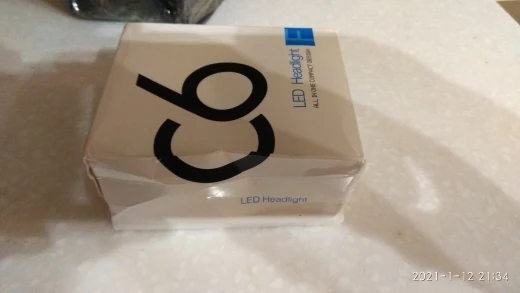 C6
LED Headlight
ALL IN ONE COMPACT DESIGN
H
LED Headlight
2021-1-12 21:34